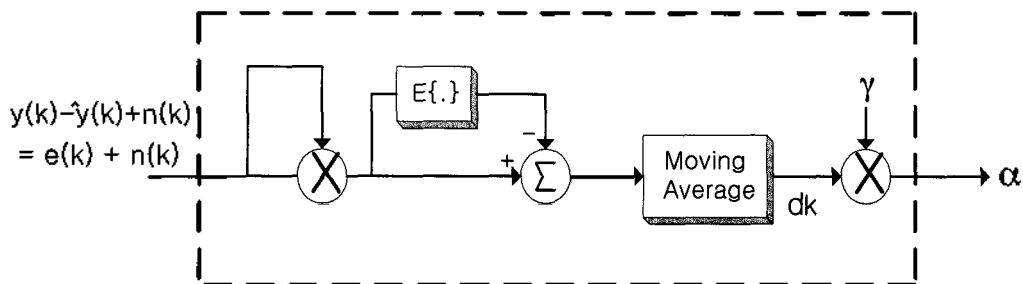 y(k)-ŷ(k)+n(k)
= e(k) + n(k)
X
E{.}
-
+
Σ
Moving
Average
dk
γ
X
α